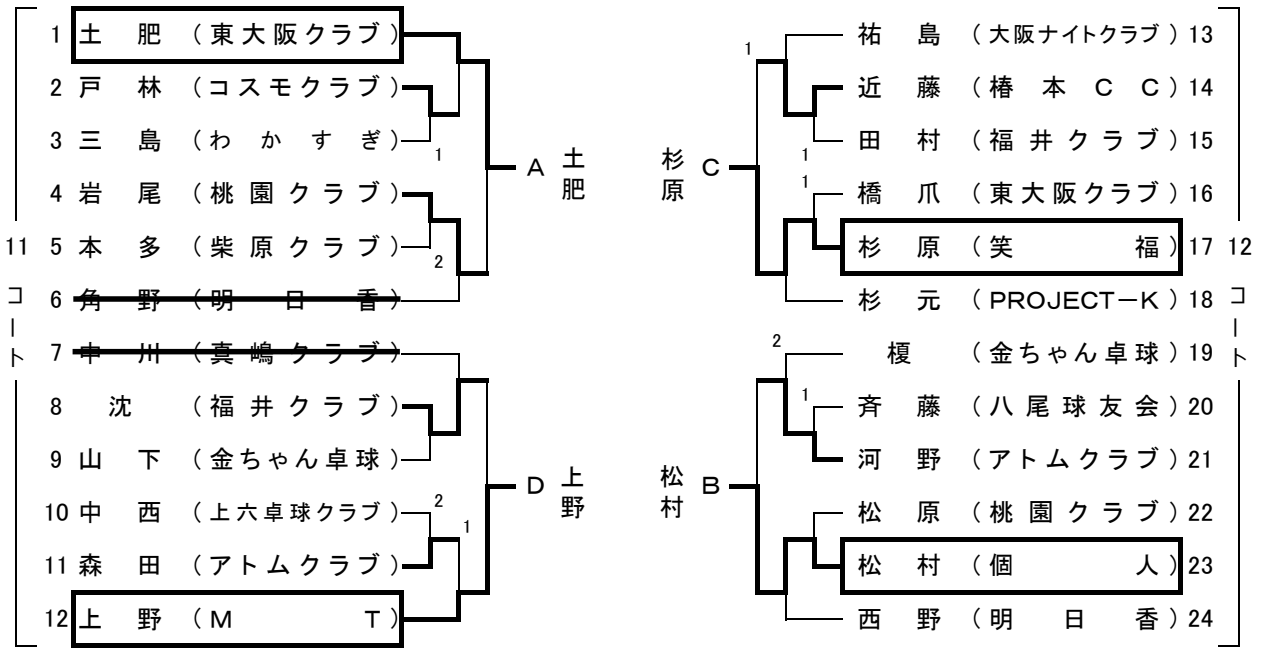 1 土 肥 (東大阪クラブ)
2 戸 林 (コスモクラブ)
3 三 島 (わ か す ぎ)
1
4 岩 尾 (桃園クラブ)
5 本 多 (柴原クラブ)
2
6 角 野 (明 日 香)
A 土肥
11コート
7 中 川 (真嶋クラブ)
8 沈 (福井クラブ)
9 山 下 (金ちゃん卓球)
10 中 西 (上六卓球クラブ)
2
1
11 森 田 (アトムクラブ)
12 上 野 (M T)
D 上野
1
祐 島 (大阪ナイトクラブ) 13
近 藤 (椿 本 C C) 14
田 村 (福井クラブ) 15
1
1
橋 爪 (東大阪クラブ) 16
杉 原 (笑 福) 17
杉 元 (PROJECT-K) 18
杉原 C
12コート
2
榎 (金ちゃん卓球) 19
1
斉 藤 (八尾球友会) 20
河 野 (アトムクラブ) 21
松 原 (桃園クラブ) 22
松 村 (個 人) 23
西 野 (明 日 香) 24
松村 B